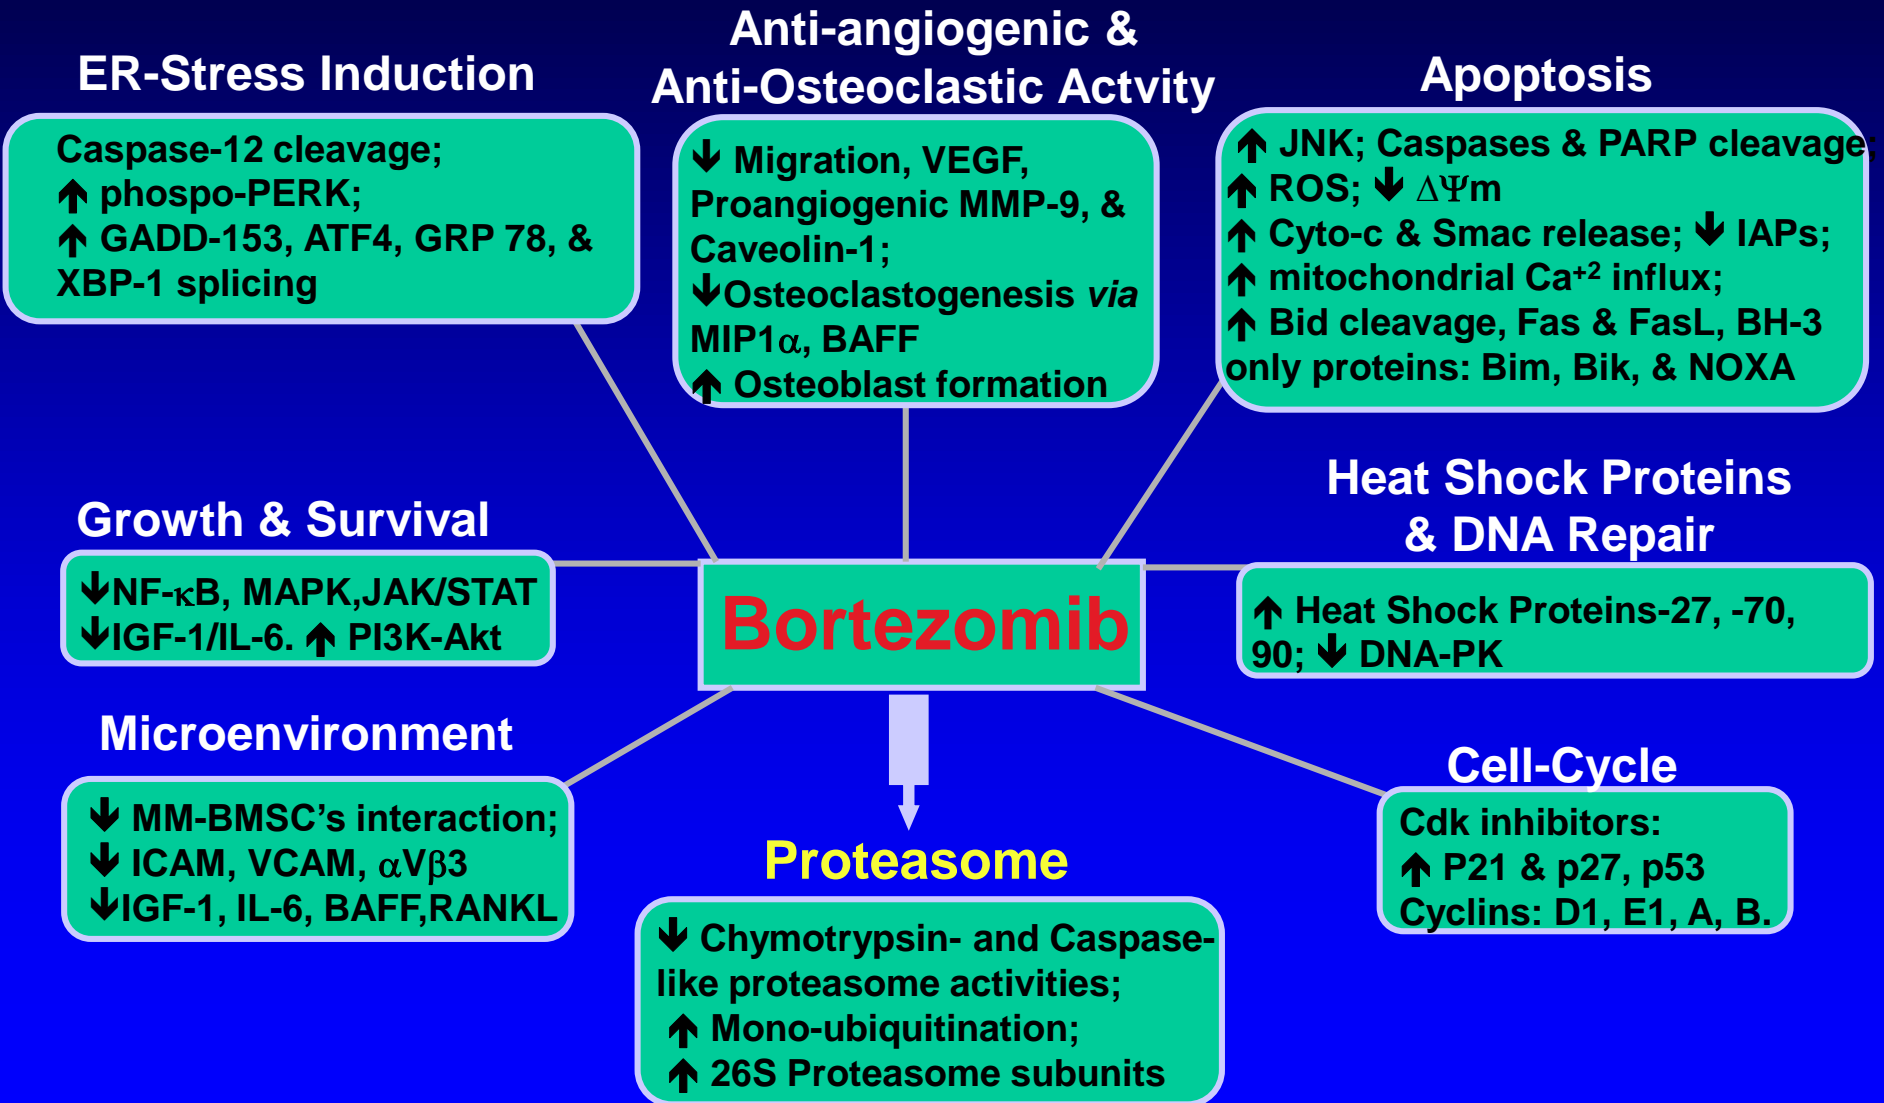 ER-Stress Induction
Caspase-12 cleavage;
↑ phospo-PERK;
↑ GADD-153, ATF4, GRP 78, &
XBP-1 splicing
Anti-angiogenic &
Anti-Osteoclastic Actvity
↓ Migration, VEGF,
Proangiogenic MMP-9, &
Caveolin-1;
↓Osteoclastogenesis via
MIP1α, BAFF
↑ Osteoblast formation
Apoptosis
↑ JNK; Caspases & PARP cleavage;
↑ ROS; ↓ ΔΨm
↑ Cyto-c & Smac release; ↓ IAPs;
↑ mitochondrial Ca⁺² influx;
↑ Bid cleavage, Fas & FasL, BH-3
only proteins: Bim, Bik, & NOXA
Growth & Survival
↓NF-κB, MAPK,JAK/STAT
↓IGF-1/IL-6. ↑ PI3K-Akt
Bortezomib
Heat Shock Proteins
& DNA Repair
↑ Heat Shock Proteins-27, -70,
90; ↓ DNA-PK
Microenvironment
↓ MM-BMSC’s interaction;
↓ ICAM, VCAM, αVβ3
↓IGF-1, IL-6, BAFF,RANKL
Proteasome
↓ Chymotrypsin- and Caspase-
like proteasome activities;
↑ Mono-ubiquitination;
↑ 26S Proteasome subunits
Cell-Cycle
Cdk inhibitors:
↑ P21 & p27, p53
Cyclins: D1, E1, A, B.